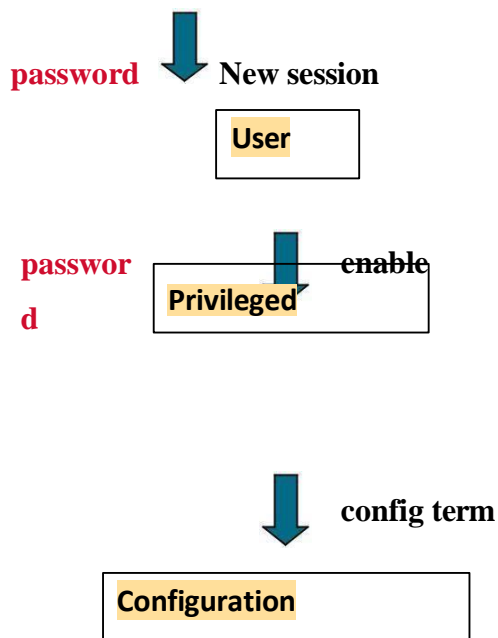 password New session
User
passwor enable
d
Privileged
config term
Configuration